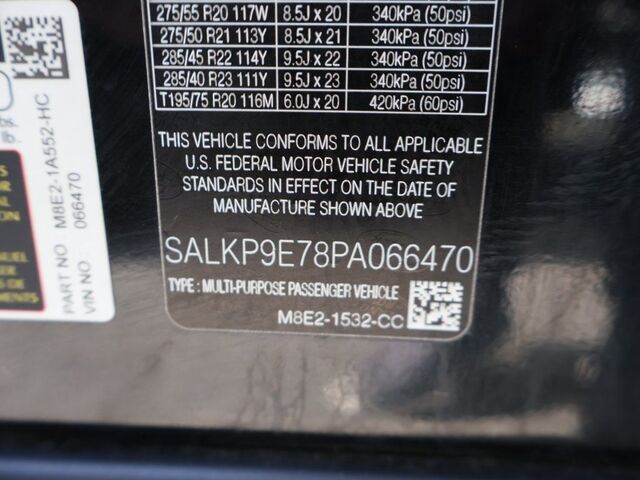 275/55 R20 117W 8.5J x 20 340kPa (50psi)
275/50 R21 113Y 8.5J x 21 340kPa (50psi)
285/45 R22 114Y 9.5J x 22 340kPa (50psi)
285/40 R23 111Y 9.5J x 23 340kPa (50psi)
T195/75 R20 116M 6.0J x 20 420kPa (60psi)
THIS VEHICLE CONFORMS TO ALL APPLICABLE
U.S. FEDERAL MOTOR VEHICLE SAFETY
STANDARDS IN EFFECT ON THE DATE OF
MANUFACTURE SHOWN ABOVE
SALKP9E78PA066470
TYPE : MULTI-PURPOSE PASSENGER VEHICLE
M8E2-1532-CC
PART NO M8E2-1A552-HC
VIN NO 066470